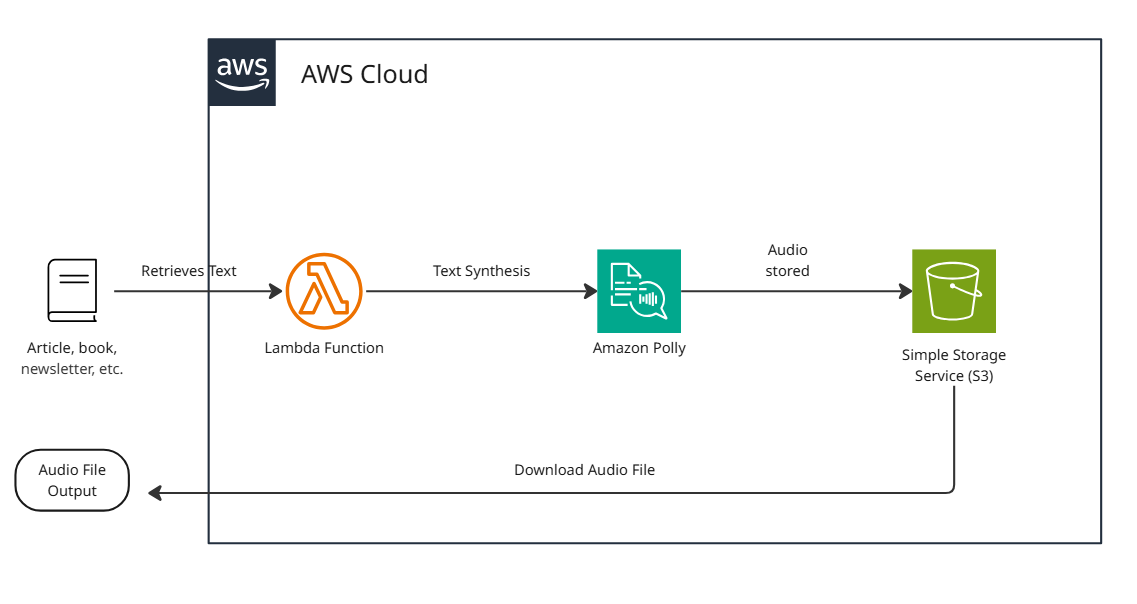 aws
AWS Cloud
Retrieves Text
Text Synthesis
Audio
stored
Article, book,
newsletter, etc.
Lambda Function
Amazon Polly
Simple Storage
Service (S3)
Audio File
Output
Download Audio File